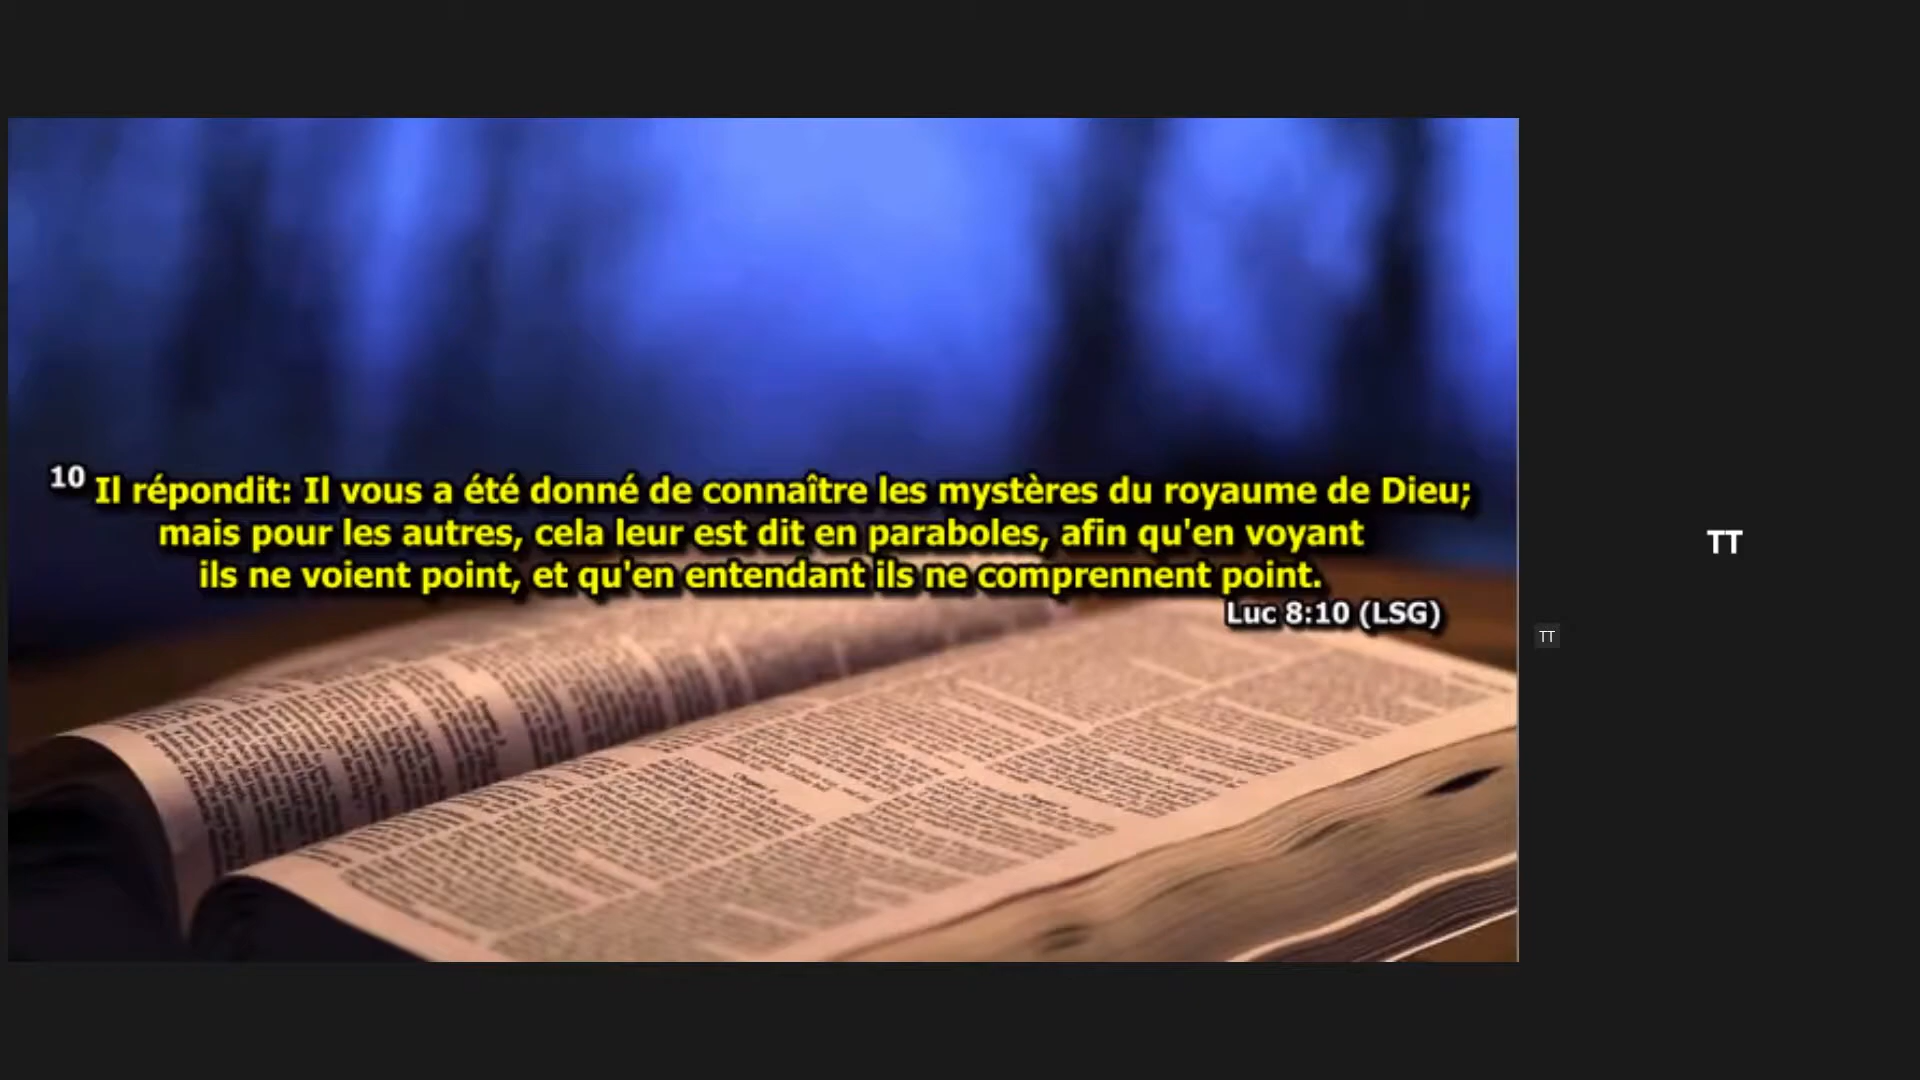 10 Il répondit: Il vous a été donné de connaître les mystères du royaume de Dieu;
mais pour les autres, cela leur est dit en paraboles, afin qu'en voyant
ils ne voient point, et qu'en entendant ils ne comprennent point.
Luc 8:10 (LSG)
TT
TT